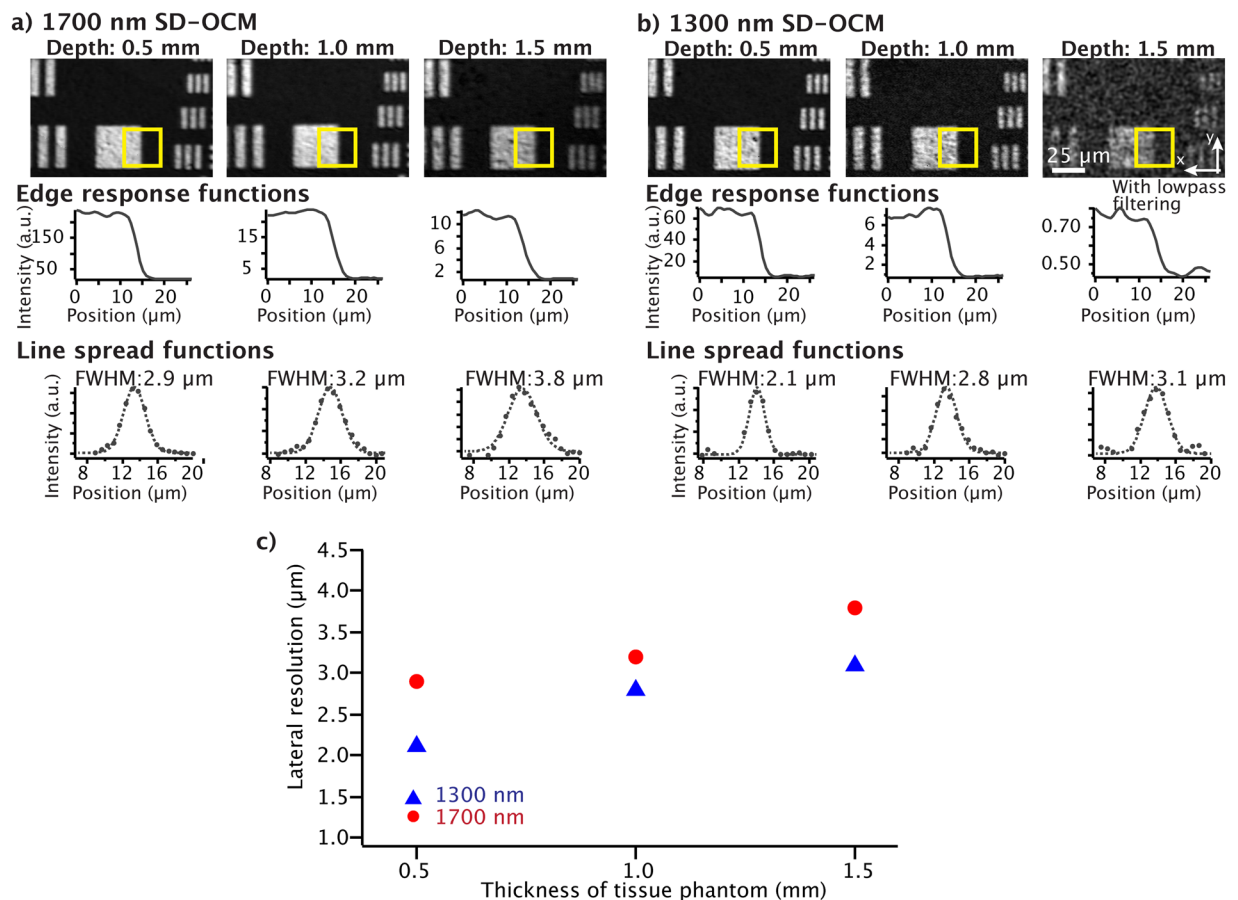 a) 1700 nm SD-OCM
Depth: 0.5 mm Depth: 1.0 mm Depth: 1.5 mm
Edge response functions
Intensity (a.u.)
150
50
0 10 20
15
5
0 10 20
10
6
2
0 10 20
Position (µm) Position (µm) Position (µm)
Line spread functions
FWHM:2.9 µm FWHM:3.2 µm FWHM:3.8 µm
Intensity (a.u.)
8 12 16 20 8 12 16 20 8 12 16 20
Position (µm) Position (µm) Position (µm)
b) 1300 nm SD-OCM
Depth: 0.5 mm Depth: 1.0 mm Depth: 1.5 mm
25 µm
x
y
With lowpass
filtering
Edge response functions
Intensity (a.u.)
60
40
20
0 10 20
6
4
2
0 10 20
0.70
0.50
0 10 20
Position (µm) Position (µm) Position (µm)
Line spread functions
FWHM:2.1 µm FWHM:2.8 µm FWHM:3.1 µm
Intensity (a.u.)
8 12 16 20 8 12 16 20 8 12 16 20
Position (µm) Position (µm) Position (µm)
c)
Lateral resolution (µm)
4.5
4.0
3.5
3.0
2.5
2.0
1.5
1.0
1300 nm
1700 nm
0.5 1.0 1.5
Thickness of tissue phantom (mm)